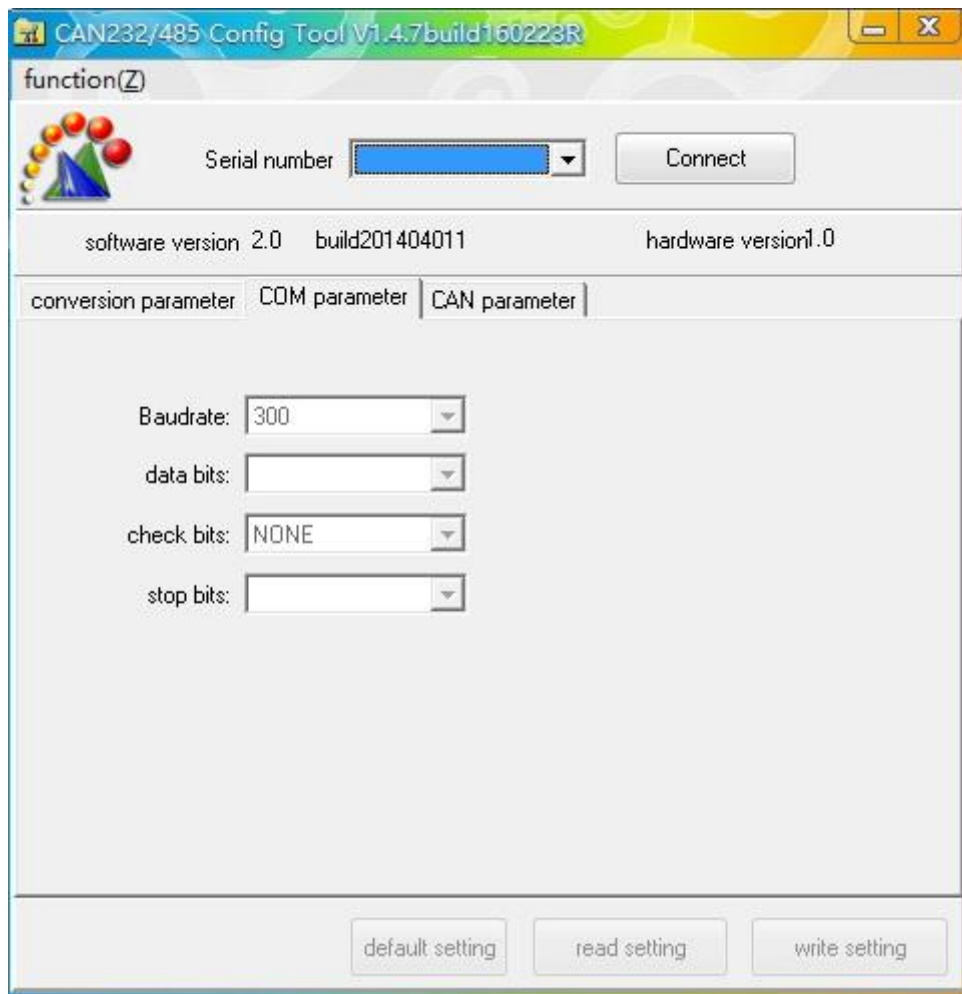 CAN232/485 Config Tool V1.4.7build160223R
function(Z)
Serial number Connect
software version 2.0 build201404011 hardware version1.0
conversion parameter COM parameter CAN parameter
Baudrate: 300
data bits:
check bits: NONE
stop bits:
default setting read setting write setting